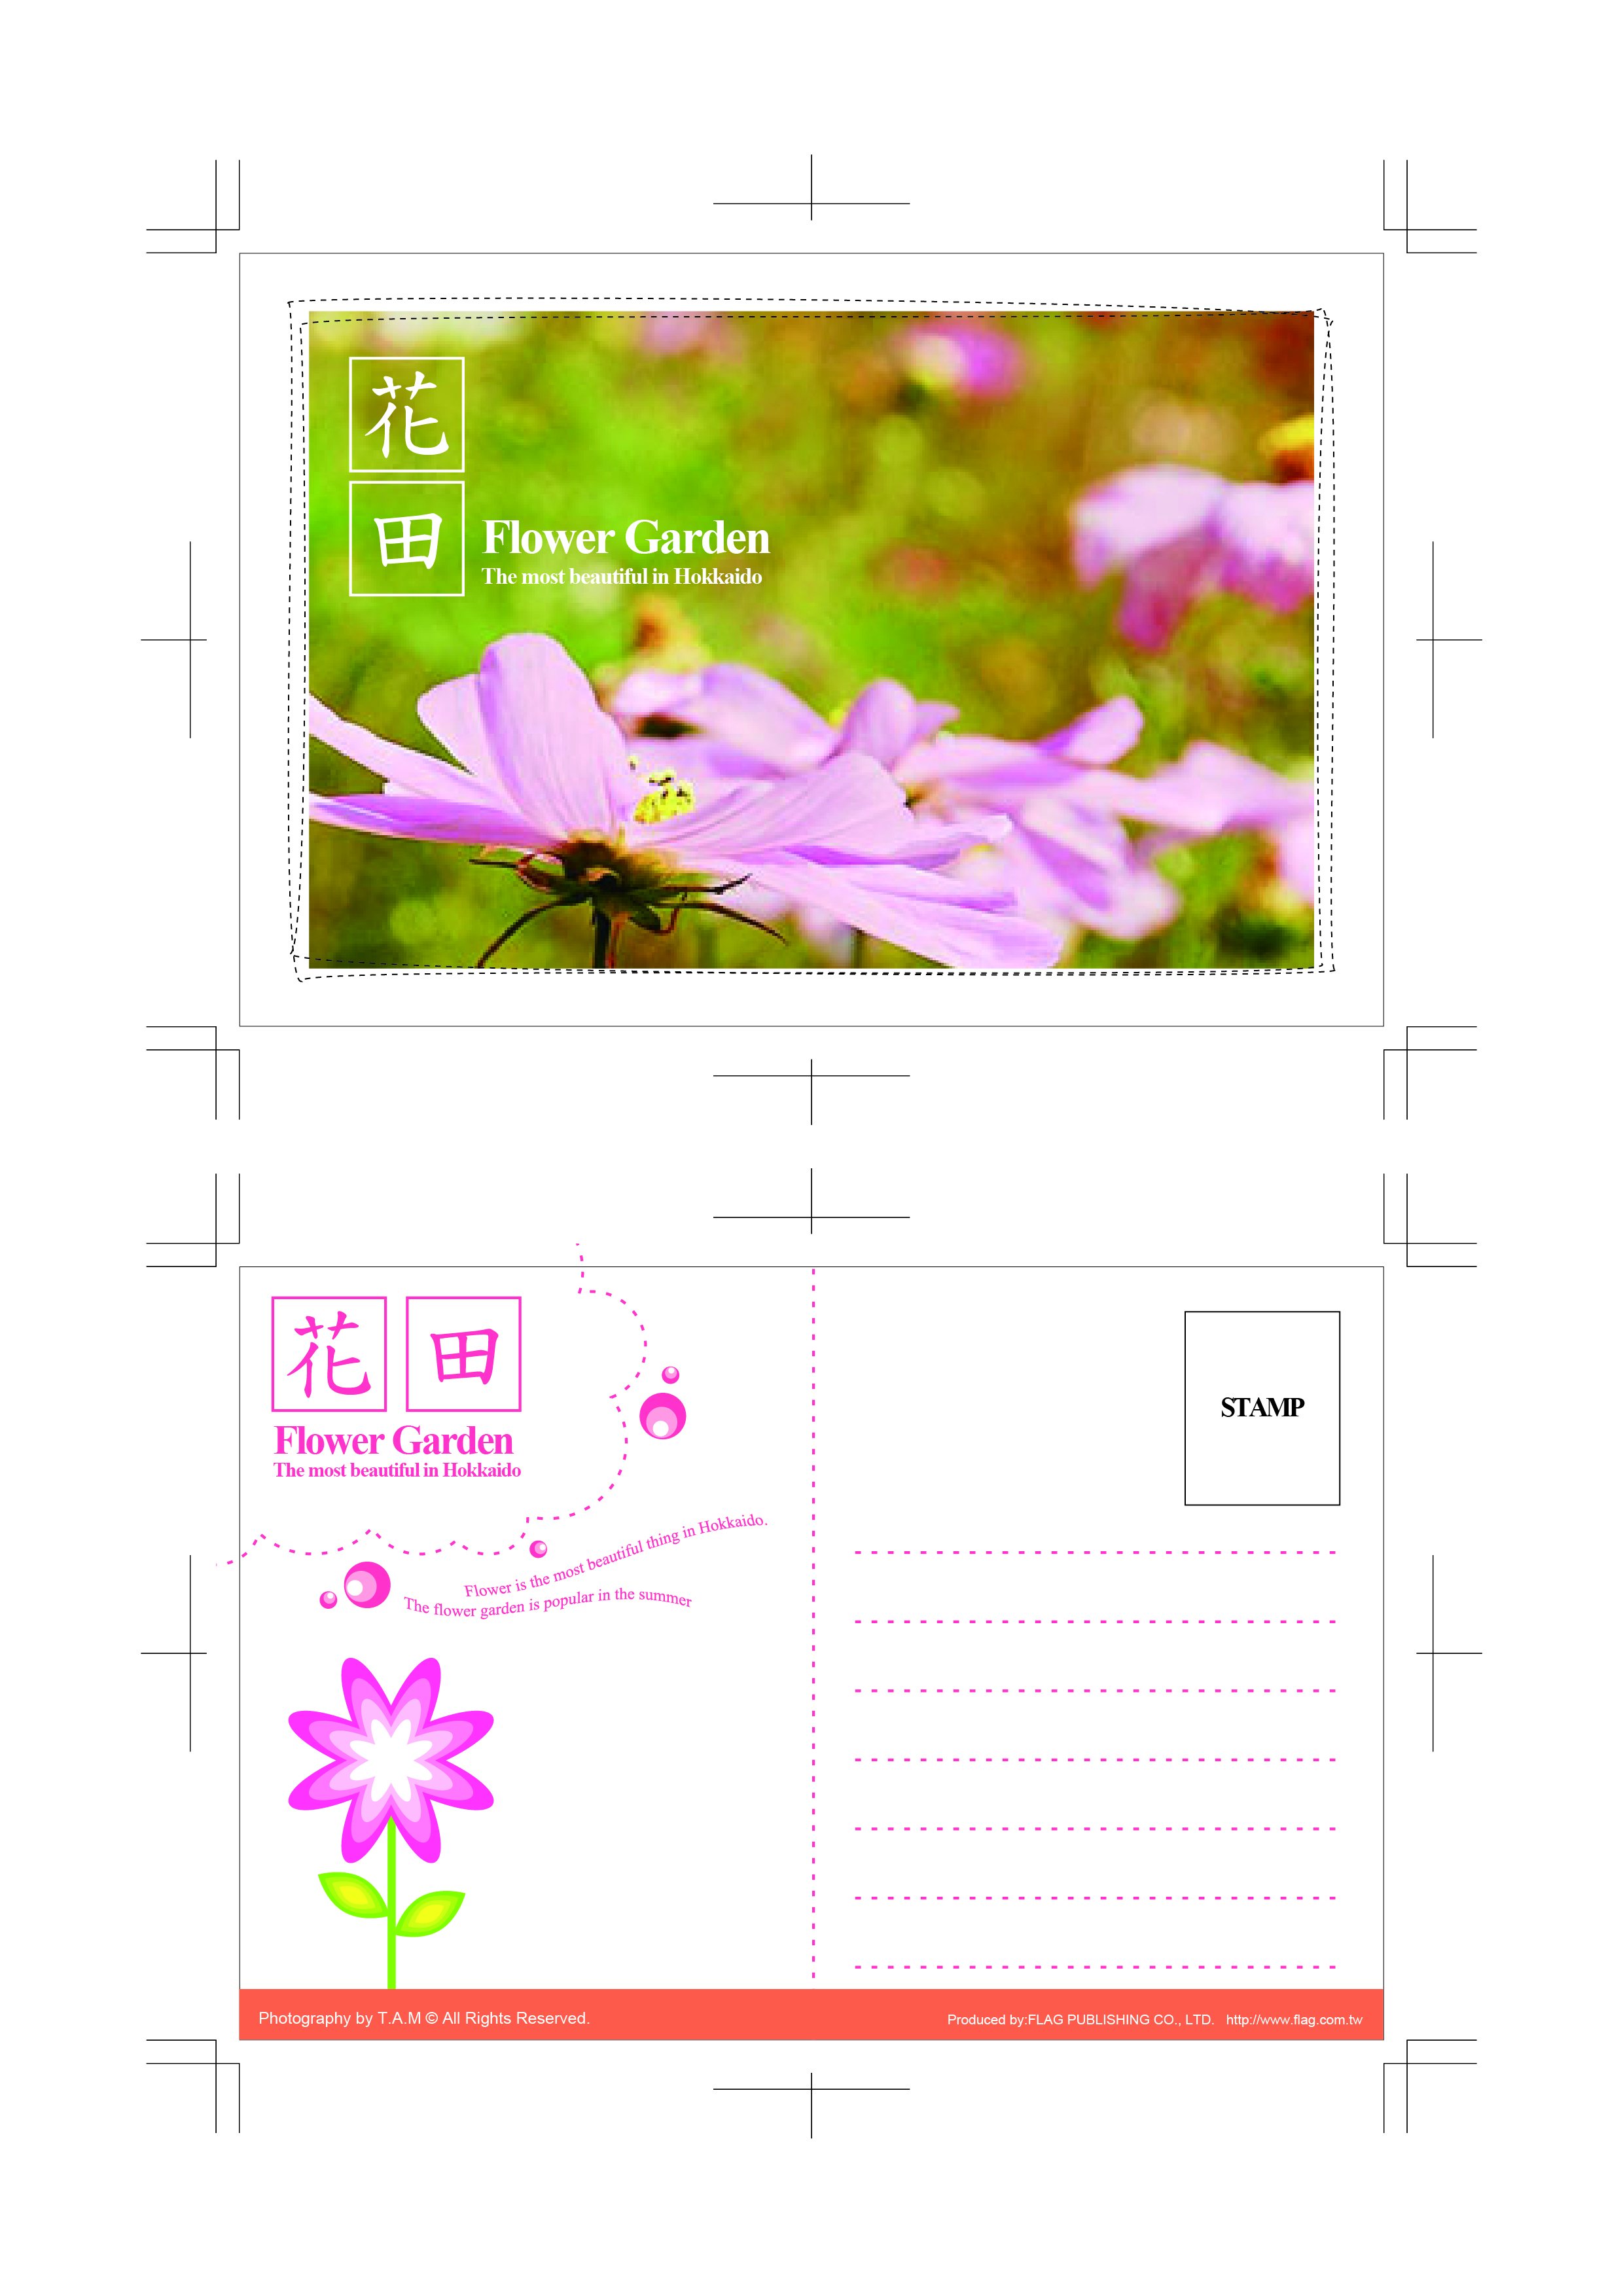 花
田
Flower Garden
The most beautiful in Hokkaido
花 田
Flower Garden
The most beautiful in Hokkaido
STAMP
Flower is the most beautiful thing in Hokkaido.
The flower garden is popular in the summer
Photography by T.A.M © All Rights Reserved.
Produced by:FLAG PUBLISHING CO., LTD. http://www.flag.com.tw